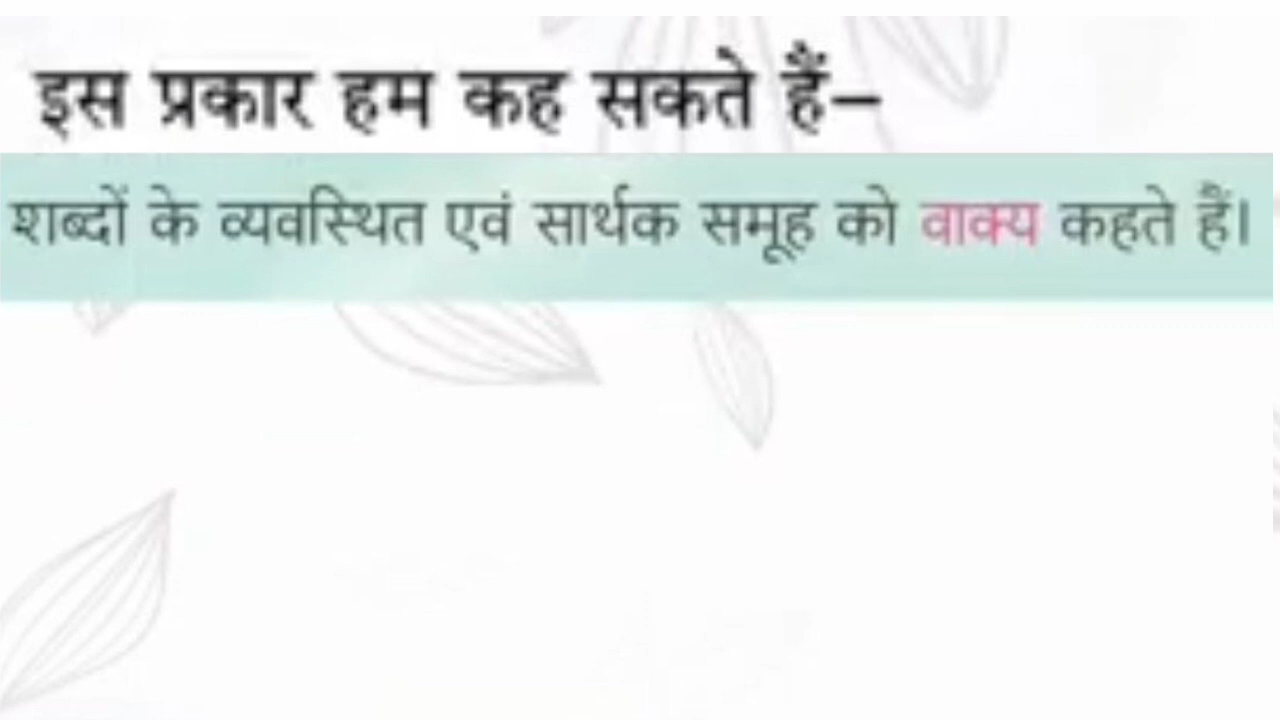 इस प्रकार हम कह सकते हैं–
शब्दों के व्यवस्थित एवं सार्थक समूह को वाक्य कहते हैं।